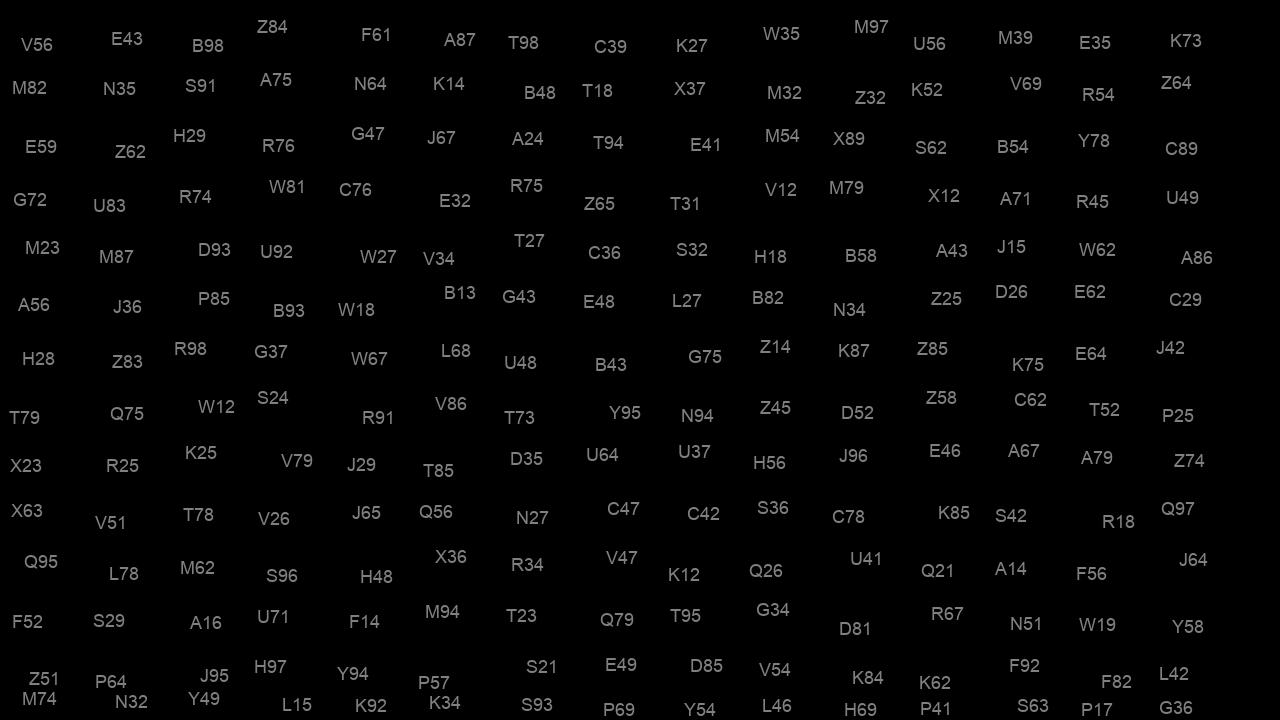 V56 E43 B98 Z84 F61 A87 T98 C39 K27 W35 M97 U56 M39 E35 K73
M82 N35 S91 A75 N64 K14 B48 T18 X37 M32 Z32 K52 V69 R54 Z64
E59 Z62 H29 R76 G47 J67 A24 T94 E41 M54 X89 S62 B54 Y78 C89
G72 U83 R74 W81 C76 E32 R75 Z65 T31 V12 M79 X12 A71 R45 U49
M23 M87 D93 U92 W27 V34 T27 C36 S32 H18 B58 A43 J15 W62 A86
A56 J36 P85 B93 W18 B13 G43 E48 L27 B82 N34 Z25 D26 E62 C29
H28 Z83 R98 G37 W67 L68 U48 B43 G75 Z14 K87 Z85 K75 E64 J42
T79 Q75 W12 S24 R91 V86 T73 Y95 N94 Z45 D52 Z58 C62 T52 P25
X23 R25 K25 V79 J29 T85 D35 U64 U37 H56 J96 E46 A67 A79 Z74
X63 V51 T78 V26 J65 Q56 N27 C47 C42 S36 C78 K85 S42 R18 Q97
Q95 L78 M62 S96 H48 X36 R34 V47 K12 Q26 U41 Q21 A14 F56 J64
F52 S29 A16 U71 F14 M94 T23 Q79 T95 G34 D81 R67 N51 W19 Y58
Z51 P64 J95 H97 Y94 P57 S21 E49 D85 V54 K84 K62 F92 F82 L42
M74 N32 Y49 L15 K92 K34 S93 P69 Y54 L46 H69 P41 S63 P17 G36